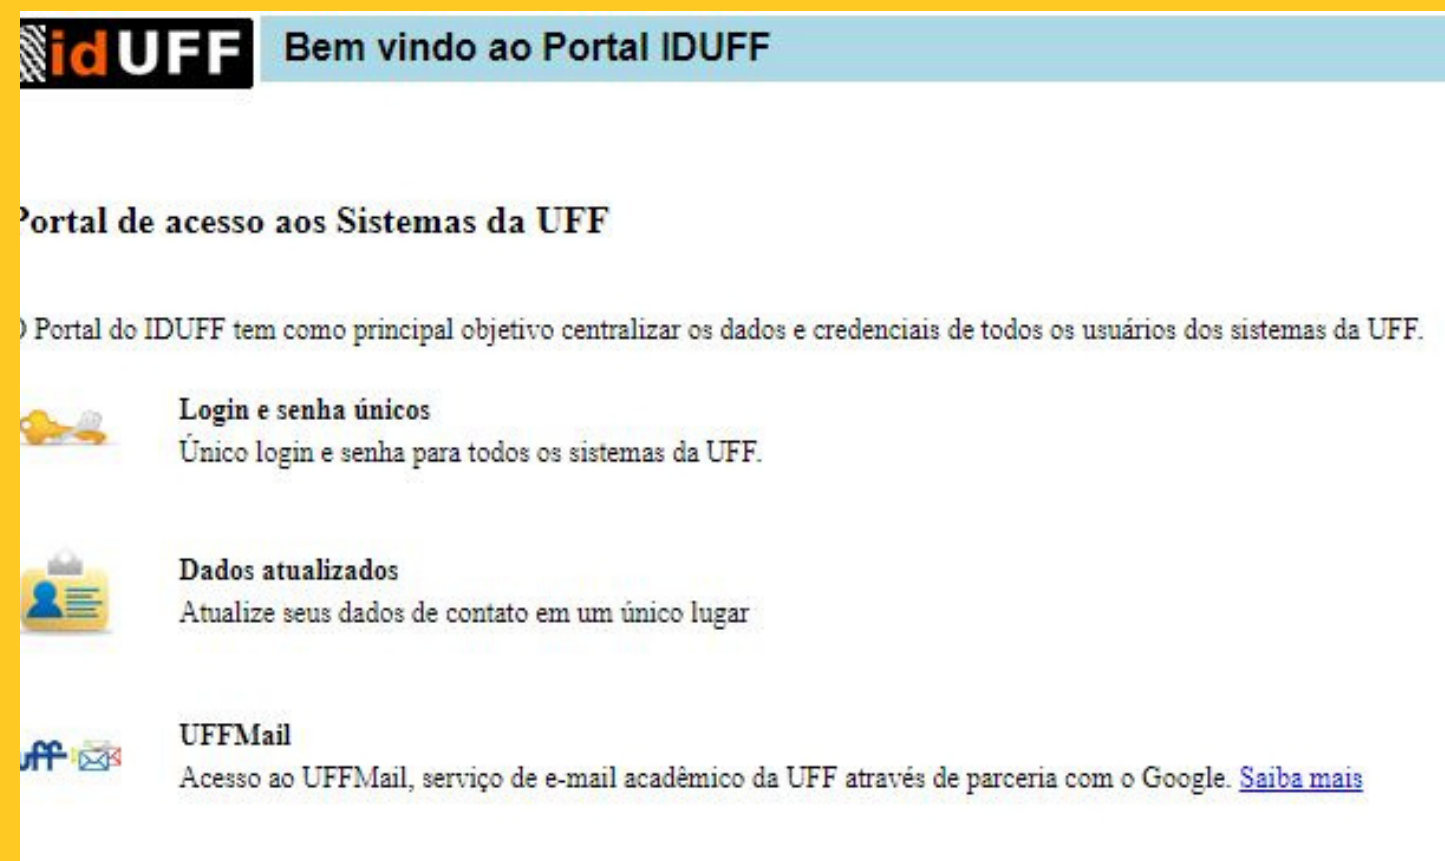 idUFF
Bem vindo ao Portal IDUFF
Portal de acesso aos Sistemas da UFF
O Portal do IDUFF tem como principal objetivo centralizar os dados e credenciais de todos os usuários dos sistemas da UFF.
Login e senha únicos
Único login e senha para todos os sistemas da UFF.
Dados atualizados
Atualize seus dados de contato em um único lugar
UFFMail
uff
Acesso ao UFFMail, serviço de e-mail acadêmico da UFF através de parceria com o Google. Saiba mais